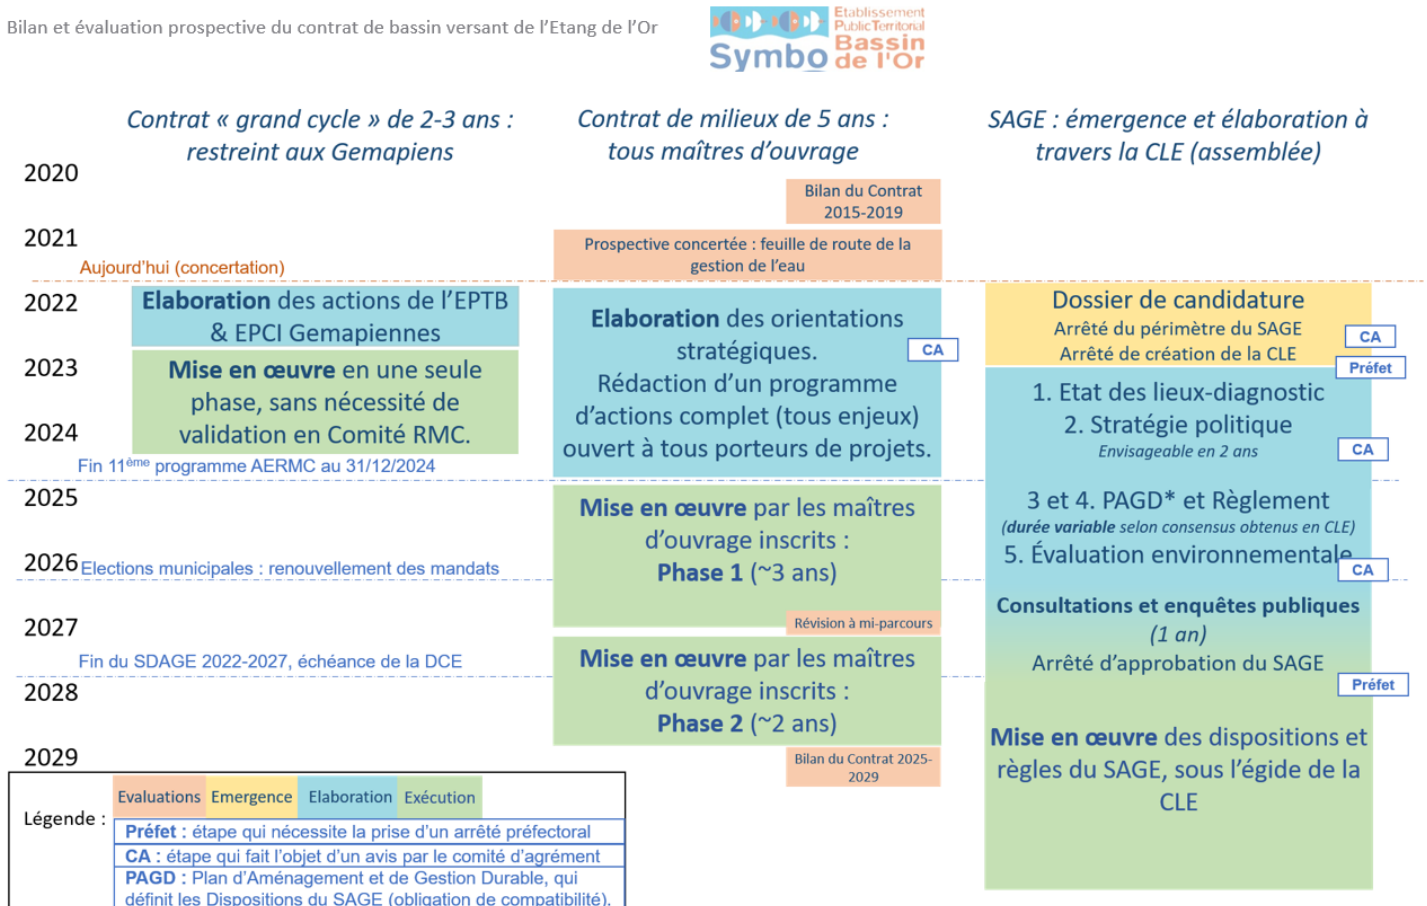 Bilan et évaluation prospective du contrat de bassin versant de l'Etang de l'Or
Symbo
Etablissement
Public Territorial
Bassin
de l'Or
Contrat « grand cycle » de 2-3 ans :
restreint aux Gemapiens
Contrat de milieux de 5 ans :
tous maîtres d'ouvrage
SAGE : émergence et élaboration à
travers la CLE (assemblée)
2020
Bilan du Contrat
2015-2019
2021
Prospective concertée : feuille de route de la
gestion de l'eau
Aujourd'hui (concertation)
2022
Elaboration des actions de l'EPTB
& EPCI Gemapiennes
Elaboration des orientations
stratégiques.
CA
Rédaction d'un programme
d'actions complet (tous enjeux)
ouvert à tous porteurs de projets.
Dossier de candidature
Arrêté du périmètre du SAGE
Arrêté de création de la CLE
CA
Préfet
2023
Mise en œuvre en une seule
phase, sans nécessité de
validation en Comité RMC.
1. Etat des lieux-diagnostic
2. Stratégie politique
Envisageable en 2 ans
CA
2024
Fin 11ème programme AERMC au 31/12/2024
2025
Mise en œuvre par les maîtres
d'ouvrage inscrits :
Phase 1 (~3 ans)
3 et 4. PAGD* et Règlement
(durée variable selon consensus obtenus en CLE)
5. Évaluation environnementale
CA
2026
Elections municipales : renouvellement des mandats
Consultations et enquêtes publiques
(1 an)
Arrêté d'approbation du SAGE
Préfet
2027
Révision à mi-parcours
Fin du SDAGE 2022-2027, échéance de la DCE
Mise en œuvre par les maîtres
d'ouvrage inscrits :
Phase 2 (~2 ans)
2028
Mise en œuvre des dispositions et
règles du SAGE, sous l'égide de la
CLE
2029
Bilan du Contrat 2025-
2029
Légende :
Evaluations
Emergence
Elaboration
Exécution
Préfet : étape qui nécessite la prise d'un arrêté préfectoral
CA : étape qui fait l'objet d'un avis par le comité d'agrément
PAGD : Plan d'Aménagement et de Gestion Durable, qui
définit les Dispositions du SAGE (obligation de compatibilité).